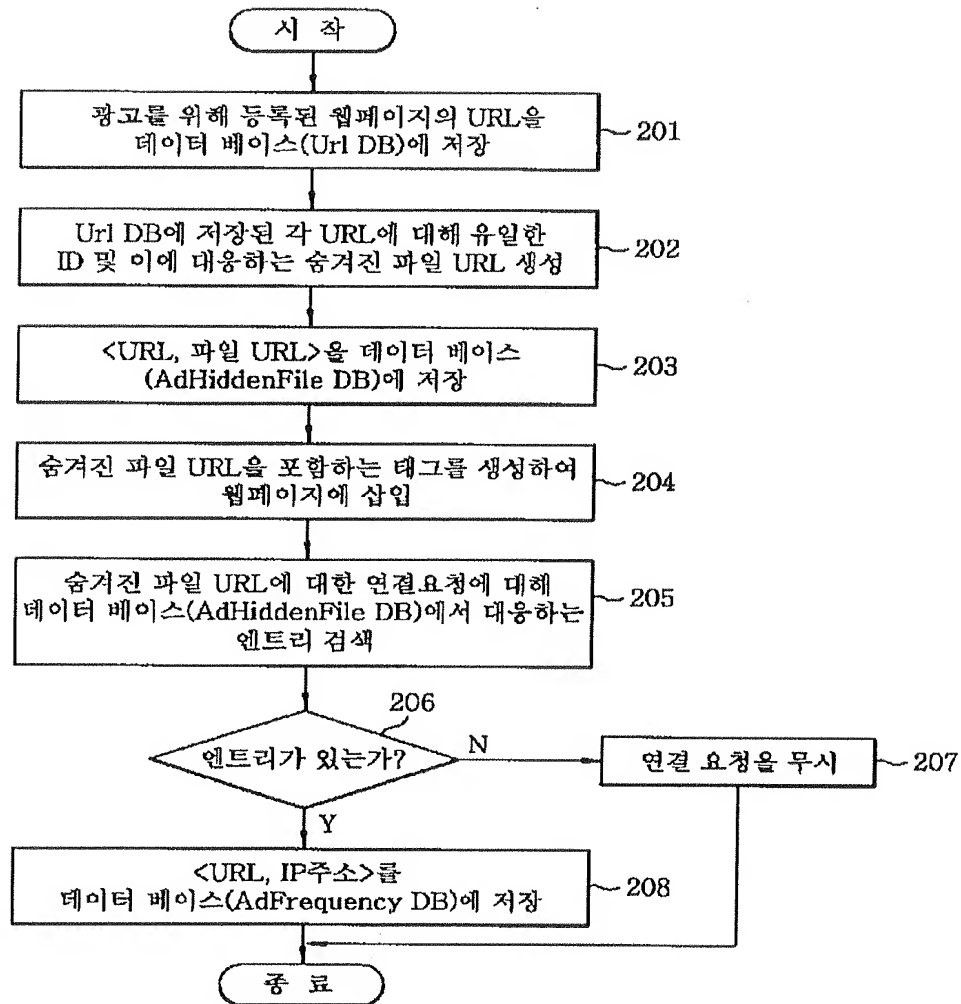 시 작
광고를 위해 등록된 웹페이지의 URL을
데이터 베이스(Url DB)에 저장
201
Url DB에 저장된 각 URL에 대해 유일한
ID 및 이에 대응하는 숨겨진 파일 URL 생성
202
<URL, 파일 URL>을 데이터 베이스
(AdHiddenFile DB)에 저장
203
숨겨진 파일 URL을 포함하는 태그를 생성하여
웹페이지에 삽입
204
숨겨진 파일 URL에 대한 연결요청에 대해
데이터 베이스(AdHiddenFile DB)에서 대응하는
엔트리 검색
205
206
엔트리가 있는가?
N
연결 요청을 무시
207
Y
<URL, IP주소>를
데이터 베이스(AdFrequency DB)에 저장
208
종 료